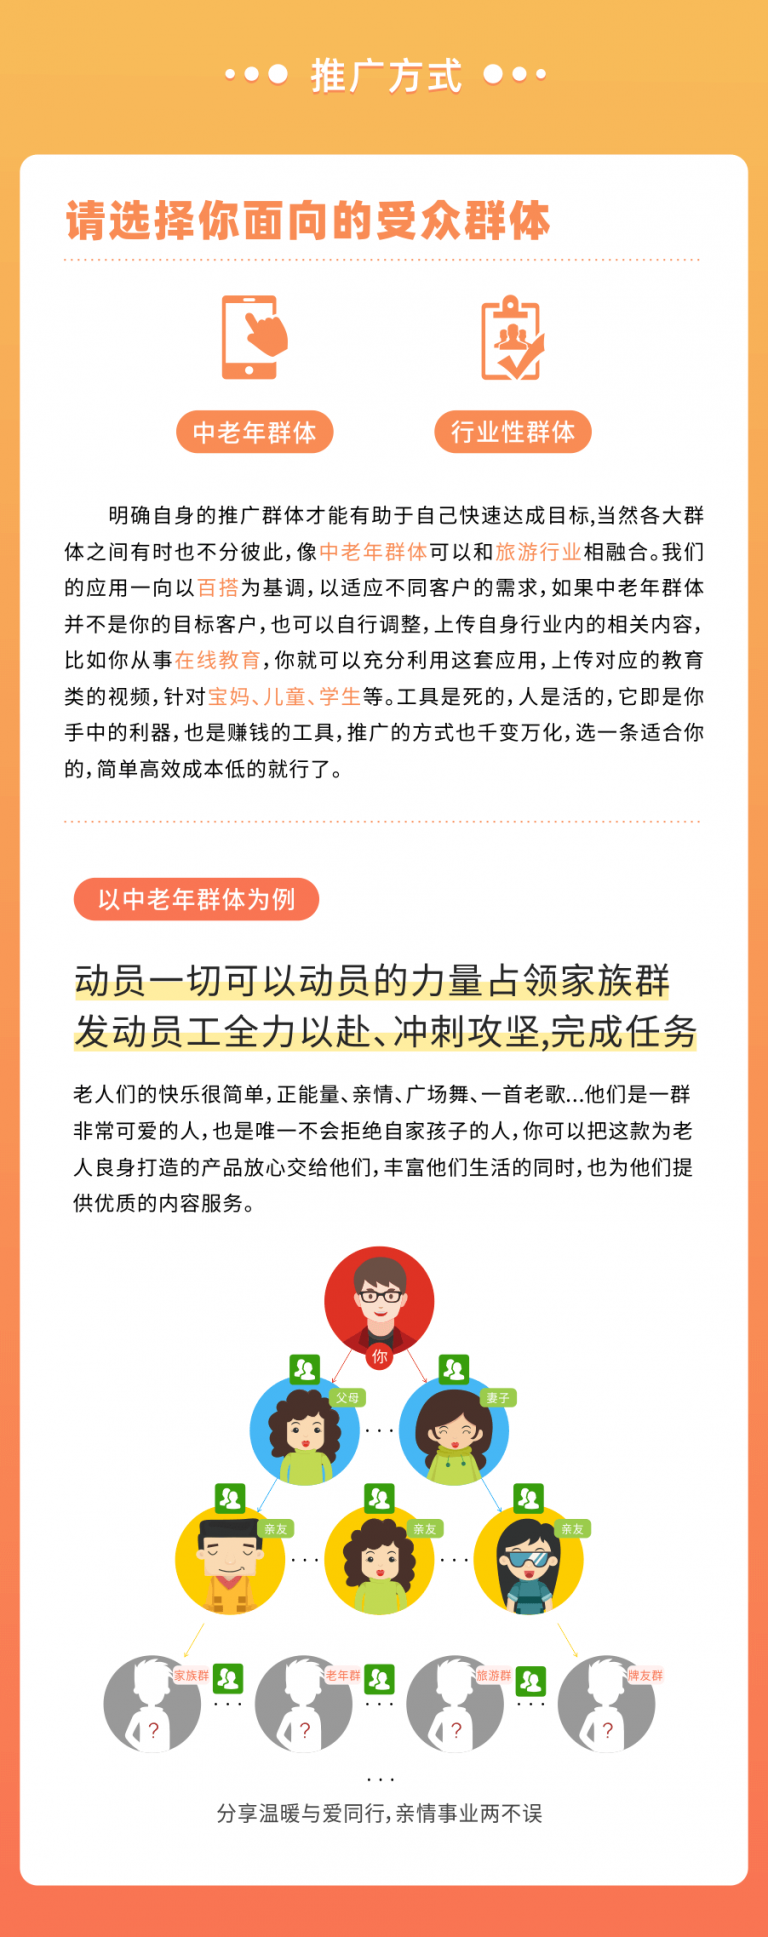 推广方式
请选择你面向的受众群体
中老年群体
行业性群体
明确自身的推广群体才能有助于自己快速达成目标,当然各大群
体之间有时也不分彼此,像中老年群体可以和旅游行业相融合。我们
的应用一向以百搭为基调,以适应不同客户的需求,如果中老年群体
并不是你的目标客户,也可以自行调整,上传自身行业内的相关内容,
比如你从事在线教育,你就可以充分利用这套应用,上传对应的教育
类的视频,针对宝妈、儿童、学生等。工具是死的,人是活的,它即是你
手中的利器,也是赚钱的工具,推广的方式也千变万化,选一条适合你
的,简单高效成本低的就行了。
以中老年群体为例
动员一切可以动员的力量占领家族群
发动员工全力以赴、冲刺攻坚,完成任务
老人们的快乐很简单,正能量、亲情、广场舞、一首老歌...他们是一群
非常可爱的人,也是唯一不会拒绝自家孩子的人,你可以把这款为老
人良身打造的产品放心交给他们,丰富他们生活的同时,也为他们提
供优质的内容服务。
你
父母
妻子
亲友
亲友
亲友
家族群
老年群
旅游群
牌友群
?
?
?
?
...
分享温暖与爱同行,亲情事业两不误